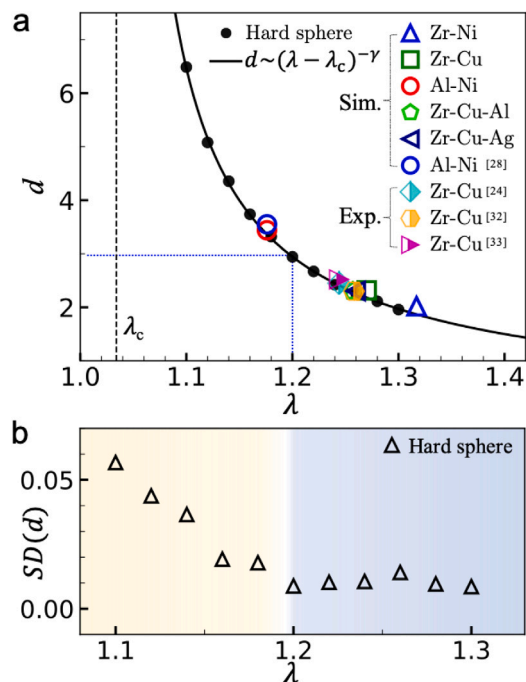 a
Hard sphere
d~(λ − λc)^−γ
Zr-Ni
Zr-Cu
Al-Ni
Zr-Cu-Al
Zr-Cu-Ag
Al-Ni [28]
Sim.
Zr-Cu[24]
Zr-Cu[32]
Zr-Cu[33]
Exp.
d
6
4
2
λc
1.0
1.1
1.2
1.3
1.4
λ
b
Hard sphere
SD(d)
0.05
0.00
1.1
1.2
1.3
λ